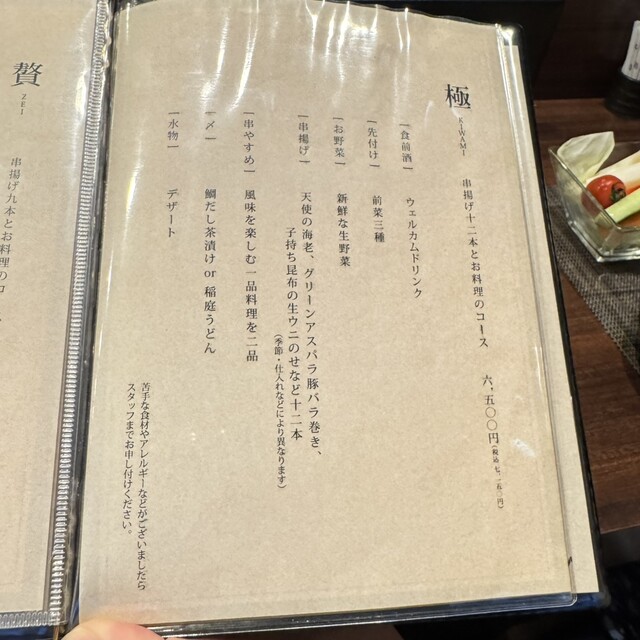 極
KIWAMI
串揚げ十二本とお料理のコース 六、五〇〇円(税込 七、一五〇円)
|食前酒| ウェルカムドリンク
|先付け| 前菜三種
|お野菜| 新鮮な生野菜
|串揚げ| 天使の海老、グリーンアスパラ豚バラ巻き、
子持ち昆布の生ウニのせなど十二本
(季節・仕入れなどにより異なります)
|串やすめ| 風味を楽しむ一品料理を二品
|〆| 鯛だし茶漬け or 稲庭うどん
|水物| デザート
苦手な食材やアレルギーなどがございましたら
スタッフまでお申し付けください。
贅
ZEI
串揚げ九本とお料理のコ